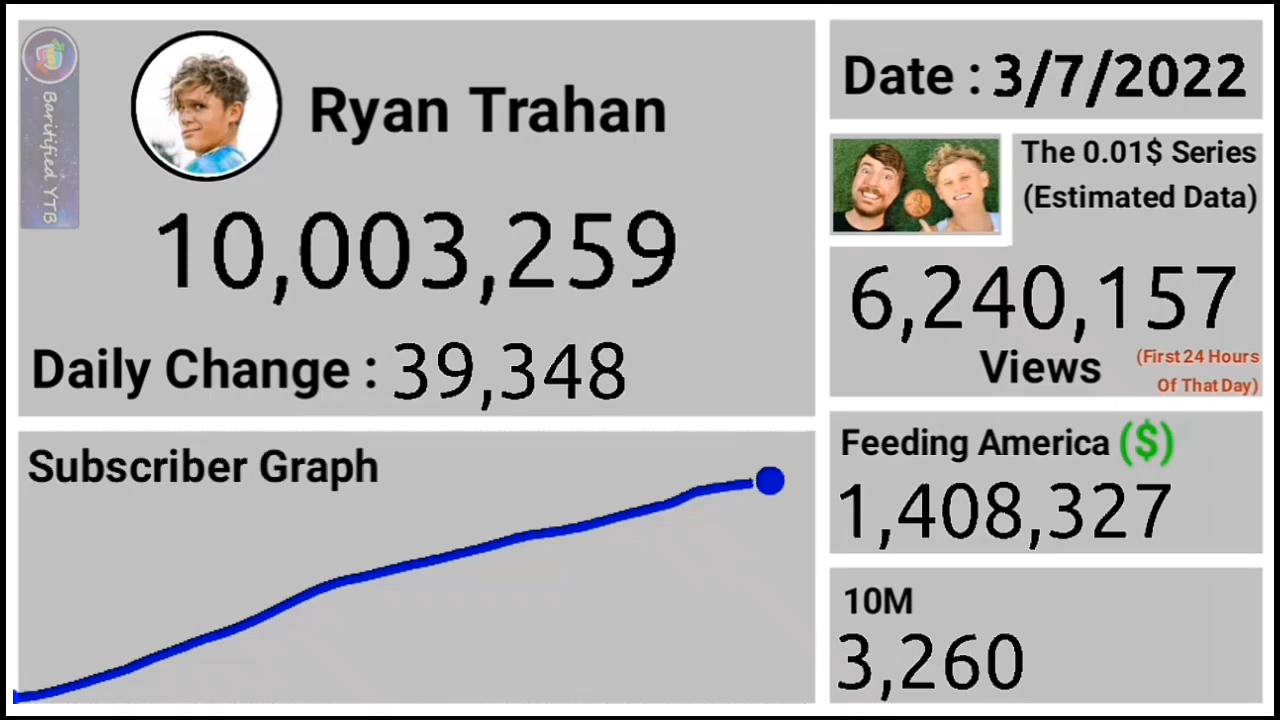 Baritified YTB
Ryan Trahan
10,003,259
Daily Change : 39,348
Subscriber Graph
Date : 3/7/2022
The 0.01$ Series
(Estimated Data)
6,240,157
Views
(First 24 Hours
Of That Day)
Feeding America ($)
1,408,327
10M
3,260